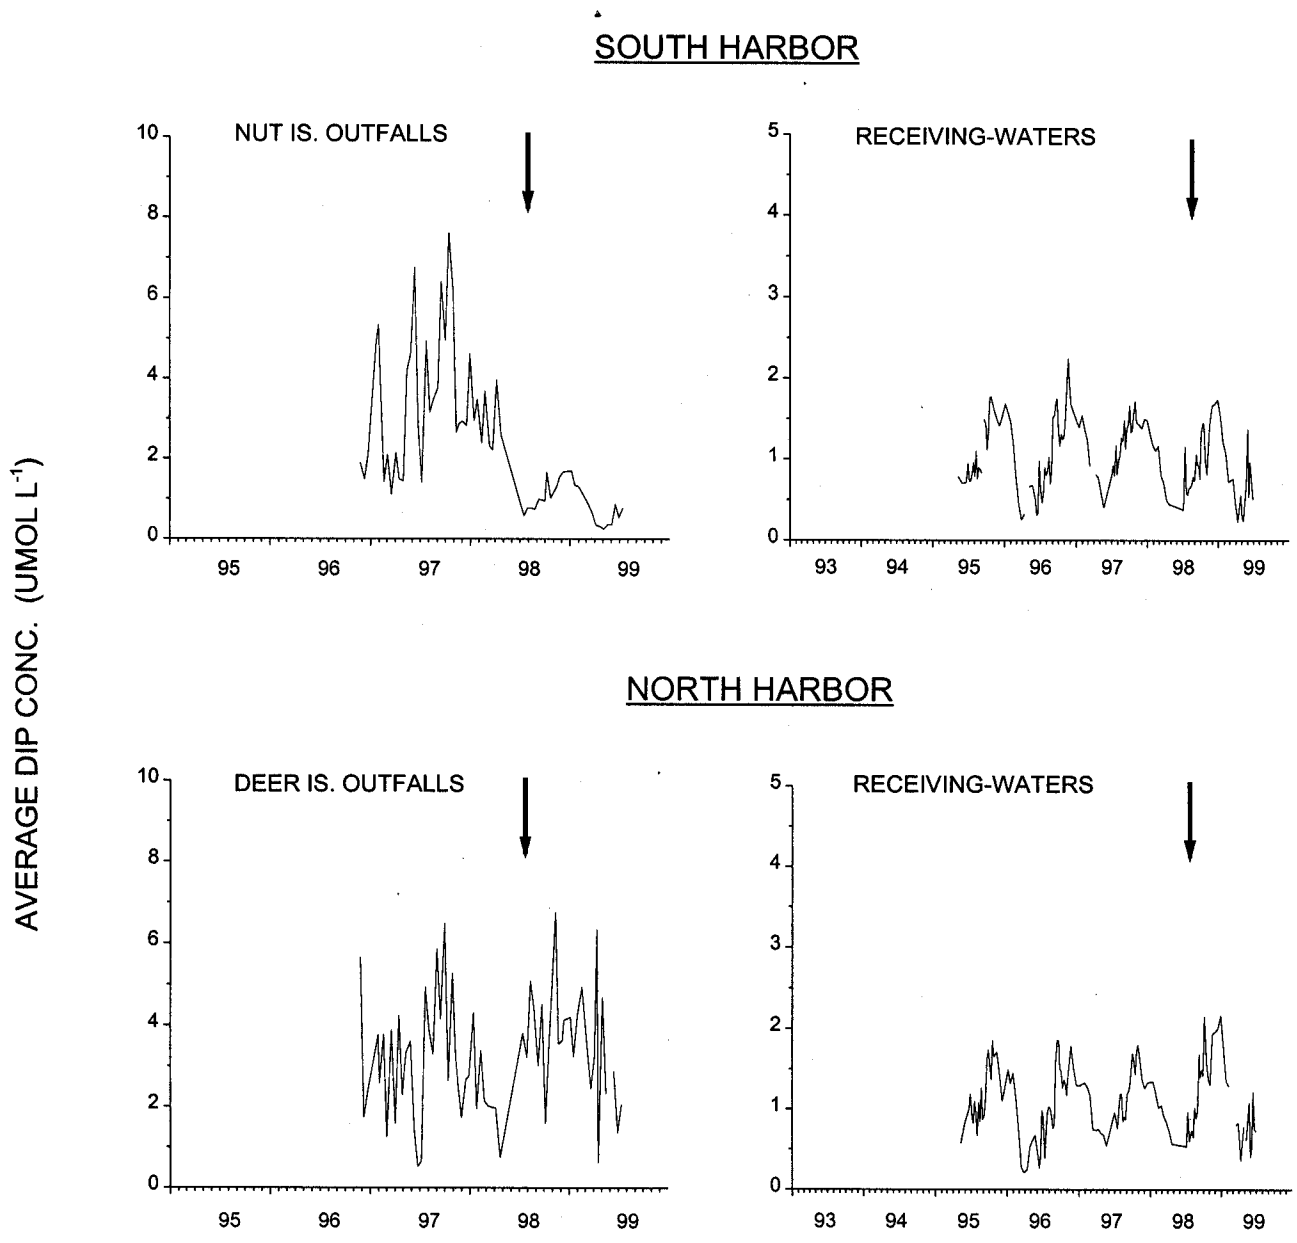 SOUTH HARBOR
NUT IS. OUTFALLS
10
8
6
4
2
0
95 96 97 98 99
RECEIVING-WATERS
5
4
3
2
1
0
93 94 95 96 97 98 99
AVERAGE DIP CONC. (UMOL L⁻¹)
NORTH HARBOR
DEER IS. OUTFALLS
10
8
6
4
2
0
95 96 97 98 99
RECEIVING-WATERS
5
4
3
2
1
0
93 94 95 96 97 98 99